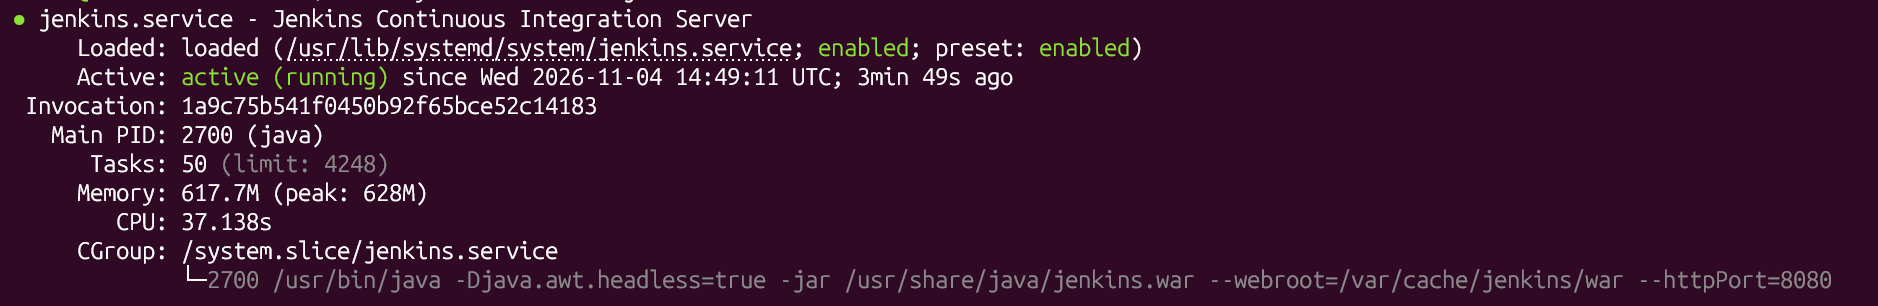 ● jenkins.service - Jenkins Continuous Integration Server
Loaded: loaded (/usr/lib/systemd/system/jenkins.service; enabled; preset: enabled)
Active: active (running) since Wed 2026-11-04 14:49:11 UTC; 3min 49s ago
Invocation: 1a9c75b541f0450b92f65bce52c14183
Main PID: 2700 (java)
Tasks: 50 (limit: 4248)
Memory: 617.7M (peak: 628M)
CPU: 37.138s
CGroup: /system.slice/jenkins.service
└─2700 /usr/bin/java -Djava.awt.headless=true -jar /usr/share/java/jenkins.war --webroot=/var/cache/jenkins/war --httpPort=8080